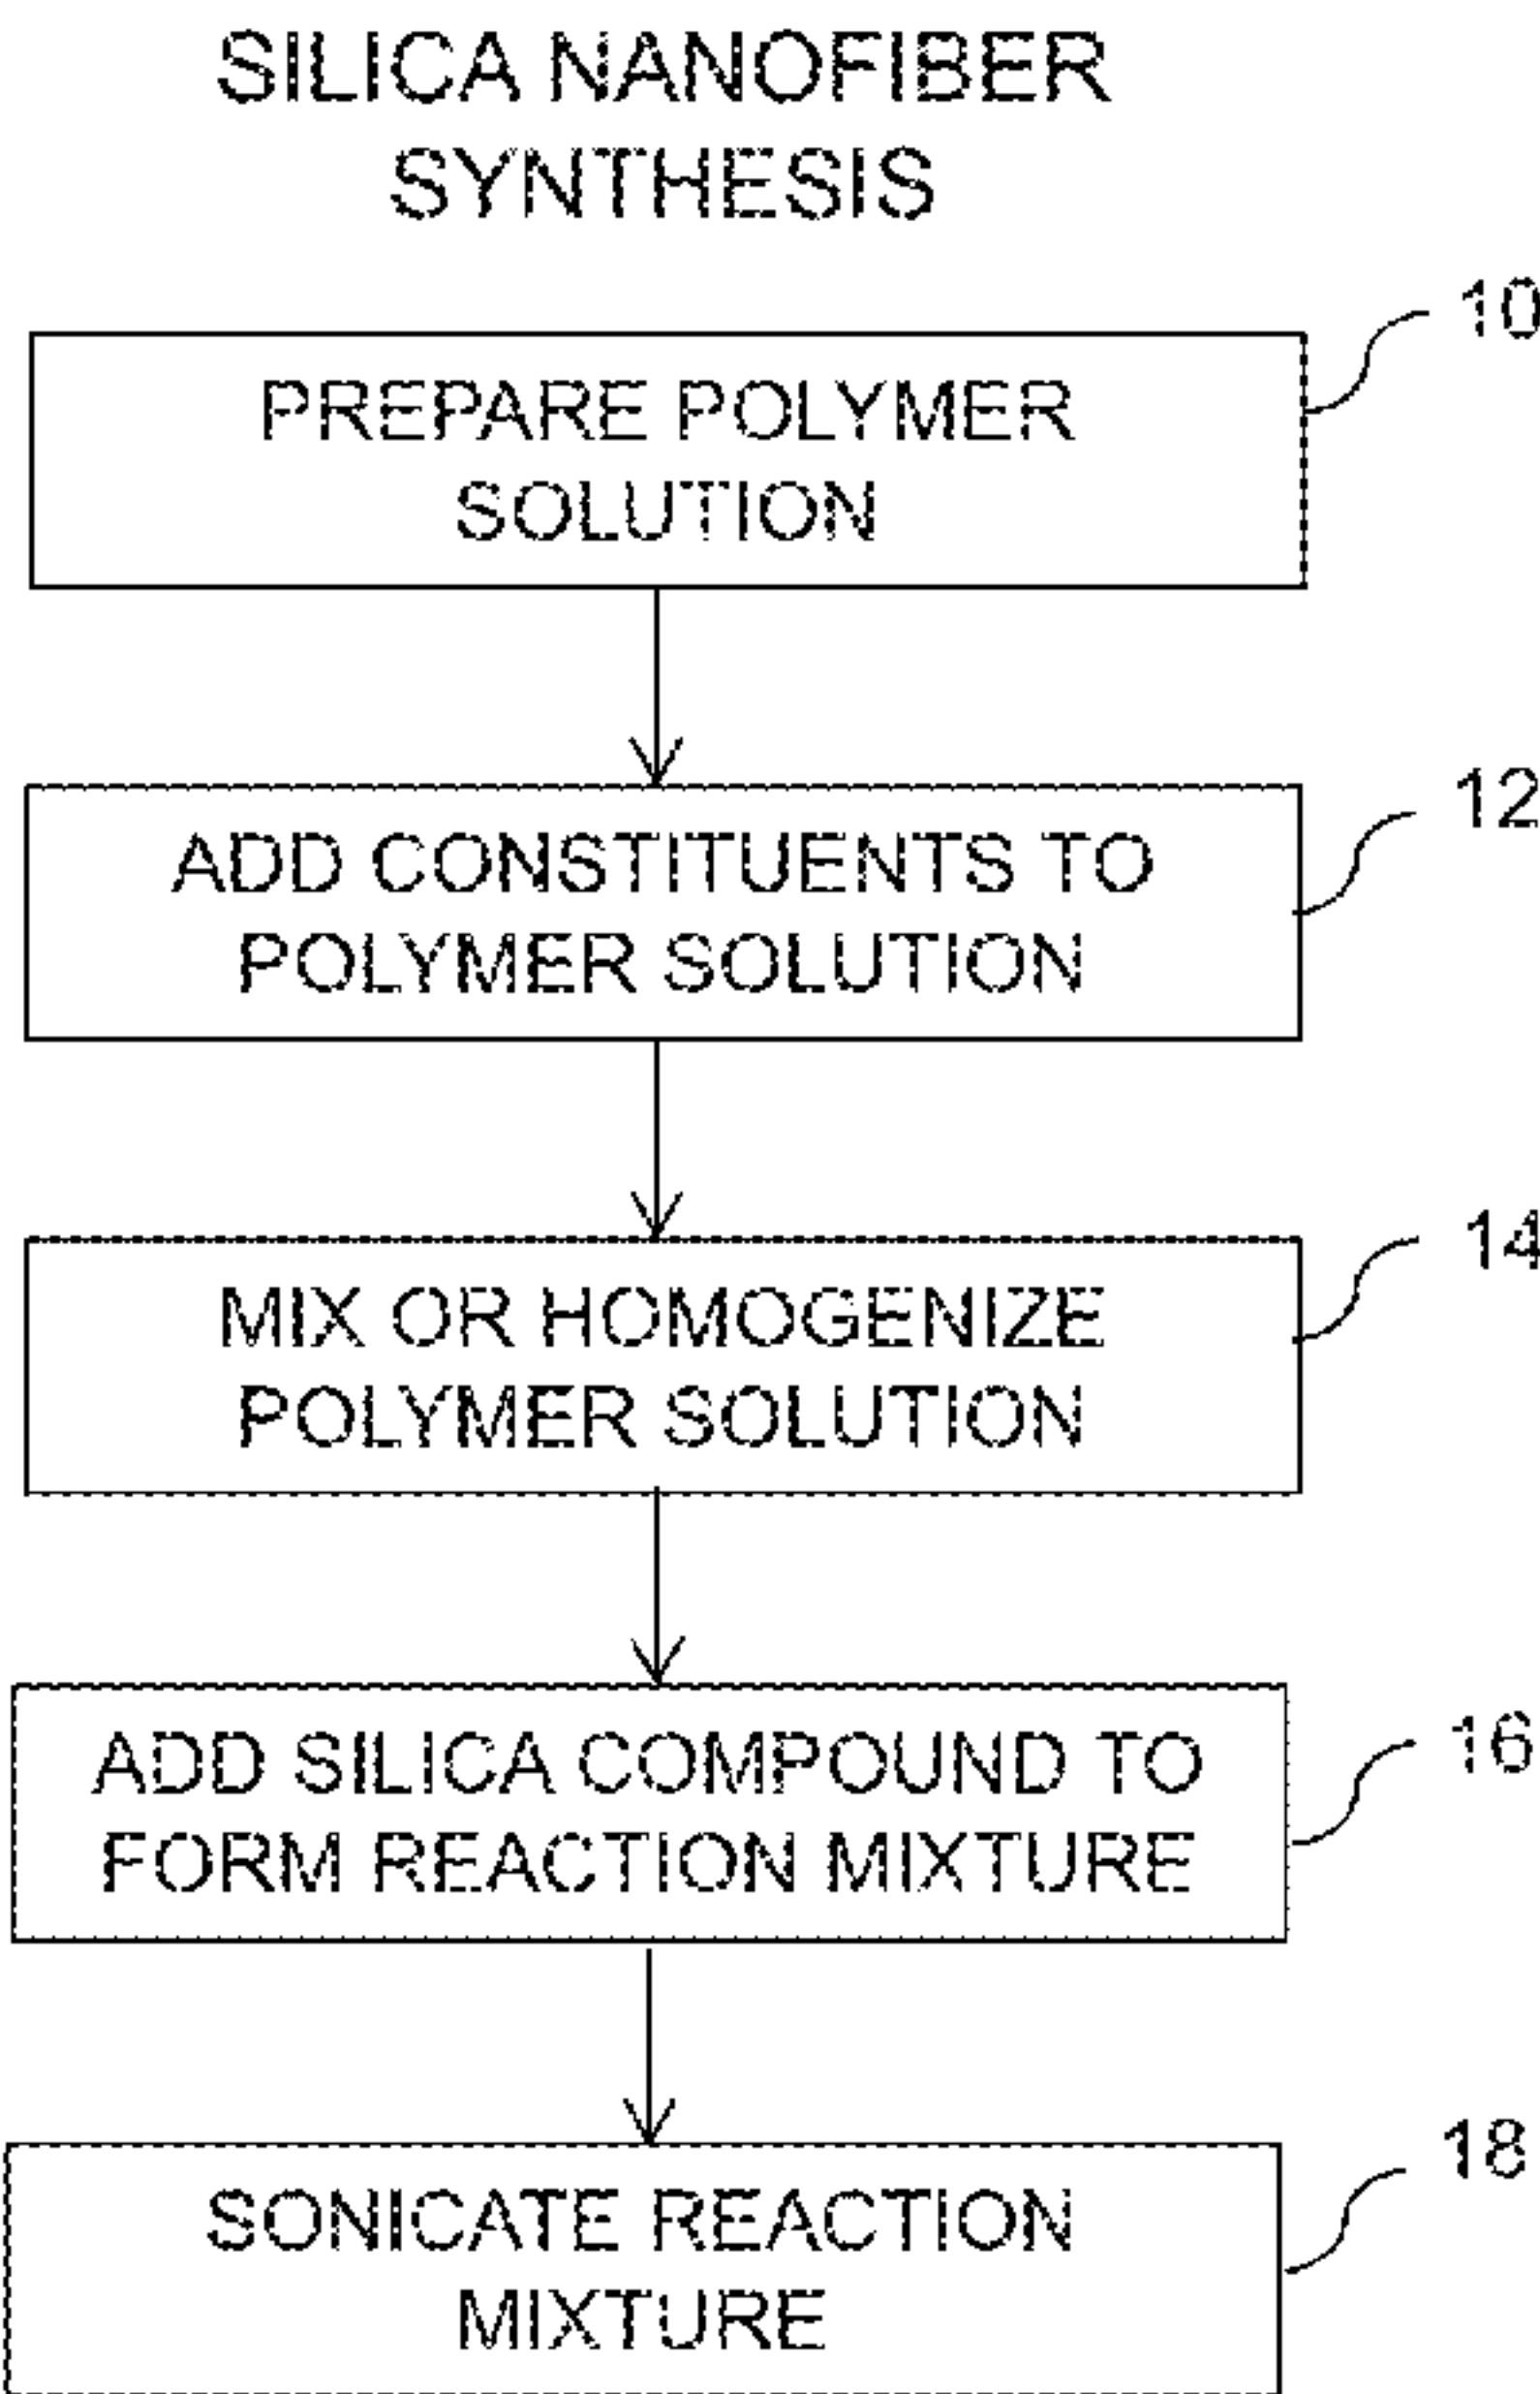 SILICA NANOFIBER
SYNTHESIS
10
PREPARE POLYMER
SOLUTION
12
ADD CONSTITUENTS TO
POLYMER SOLUTION
14
MIX OR HOMOGENIZE
POLYMER SOLUTION
16
ADD SILICA COMPOUND TO
FORM REACTION MIXTURE
18
SONICATE REACTION
MIXTURE